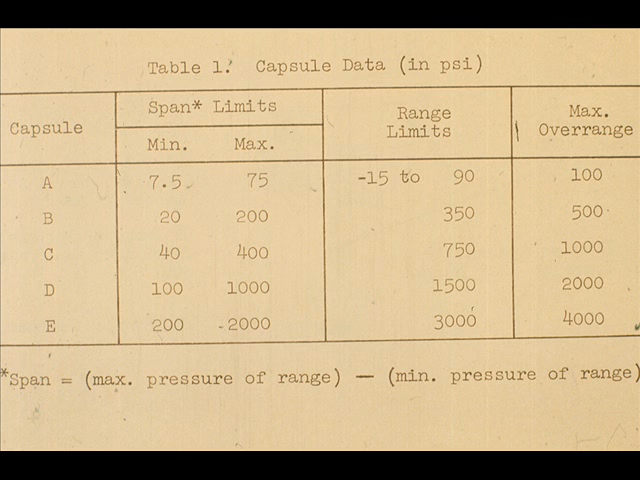 Table 1. Capsule Data (in psi)
Capsule Span* Limits Range Limits Max. Overrange
Min. Max.
A 7.5 75 -15 to 90 100
B 20 200 350 500
C 40 400 750 1000
D 100 1000 1500 2000
E 200 2000 3000 4000
*Span = (max. pressure of range) — (min. pressure of range)